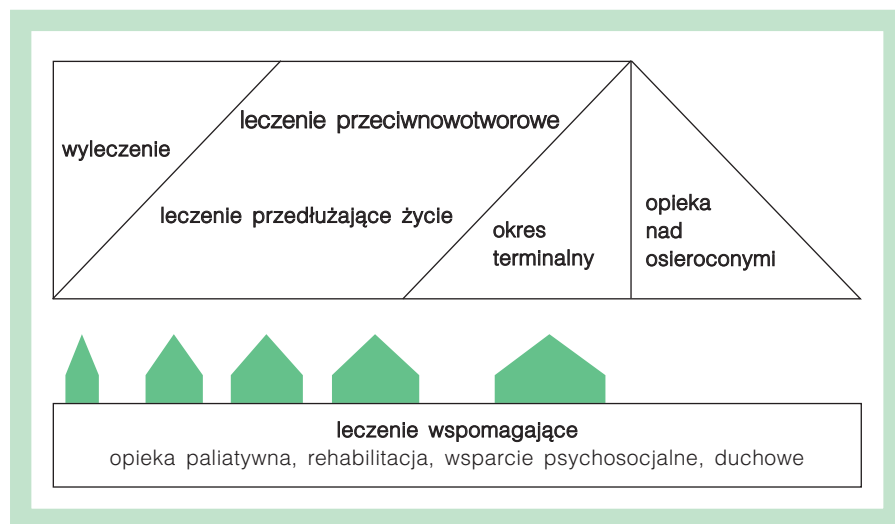 wyleczenie
leczenie przeciwnowotworowe
leczenie przedłużające życie
okres
terminalny
opieka
nad
osieroconymi
leczenie wspomagające
opieka paliatywna, rehabilitacja, wsparcie psychosocjalne, duchowe